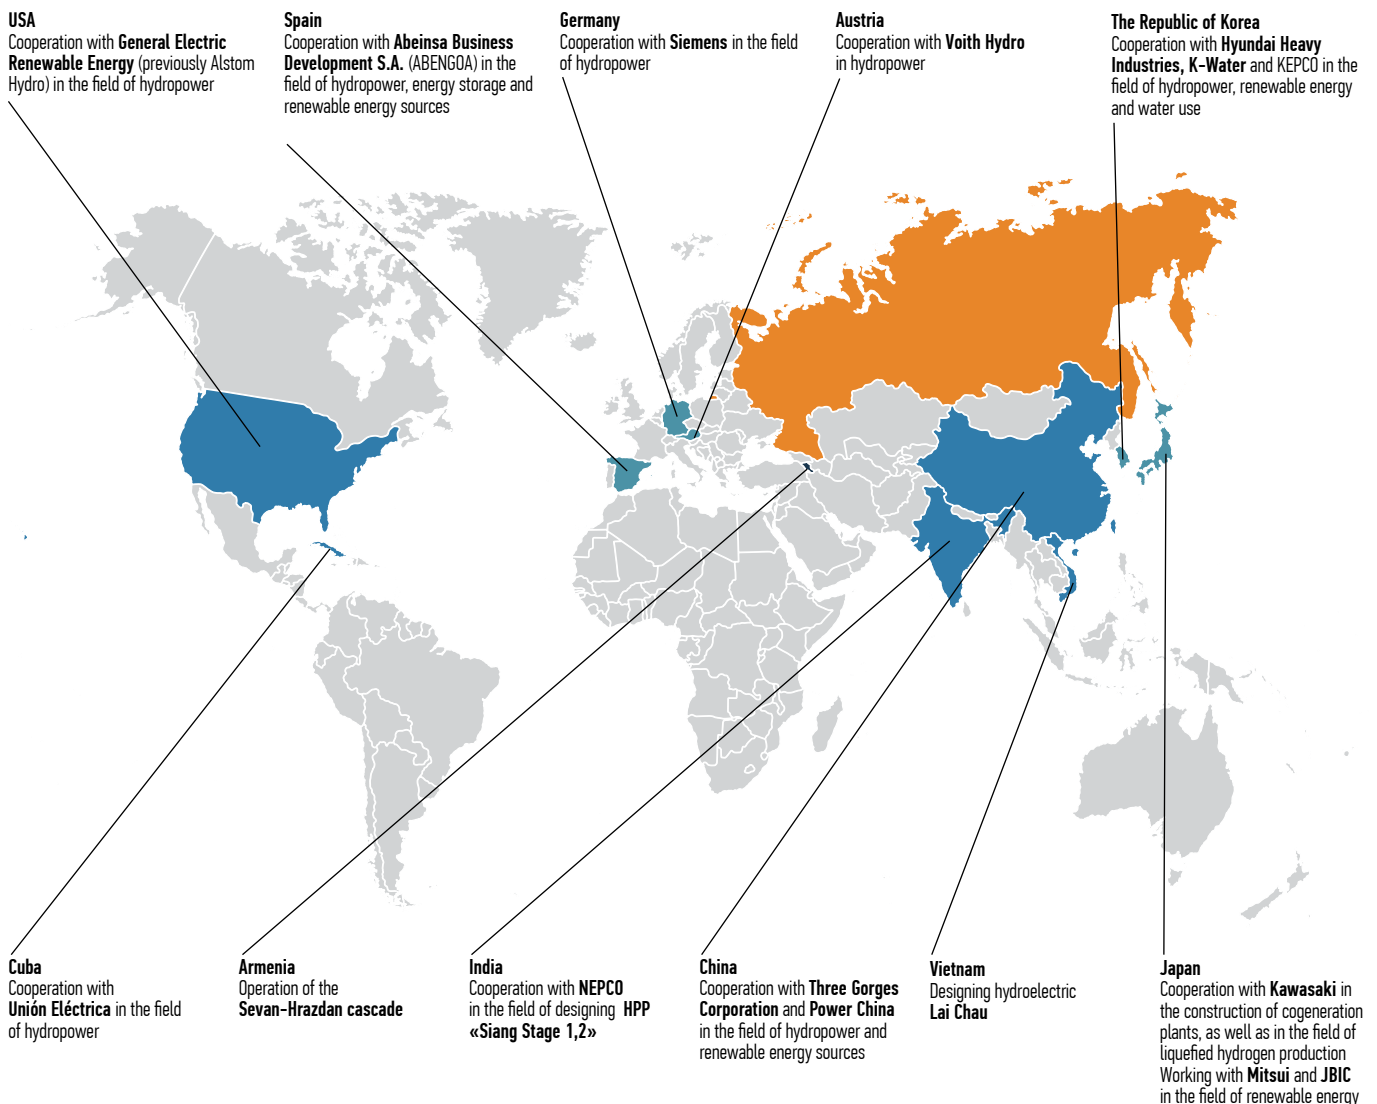 USA
Cooperation with General Electric
Renewable Energy (previously Alstom
Hydro) in the field of hydropower
Spain
Cooperation with Abeinsa Business
Development S.A. (ABENGOA) in the
field of hydropower, energy storage and
renewable energy sources
Germany
Cooperation with Siemens in the field
of hydropower
Austria
Cooperation with Voith Hydro
in hydropower
The Republic of Korea
Cooperation with Hyundai Heavy
Industries, K-Water and KEPCO in the
field of hydropower, renewable energy
and water use
Cuba
Cooperation with
Unión Eléctrica in the field
of hydropower
Armenia
Operation of the
Sevan-Hrazdan cascade
India
Cooperation with NEPCO
in the field of designing HPP
«Siang Stage 1,2»
China
Cooperation with Three Gorges
Corporation and Power China
in the field of hydropower and
renewable energy sources
Vietnam
Designing hydroelectric
Lai Chau
Japan
Cooperation with Kawasaki in
the construction of cogeneration
plants, as well as in the field of
liquefied hydrogen production
Working with Mitsui and JBIC
in the field of renewable energy